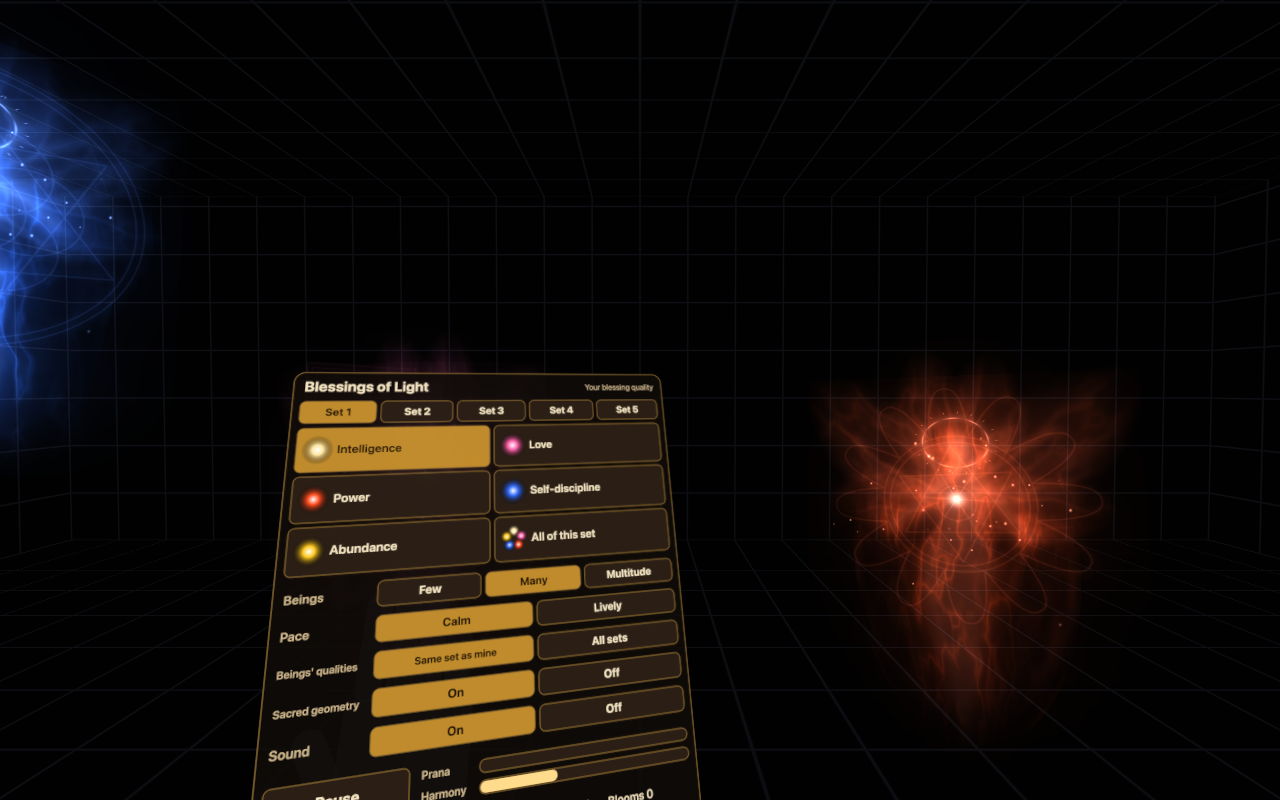 Blessings of Light
Your blessing quality
Set 1
Set 2
Set 3
Set 4
Set 5
Intelligence
Love
Power
Self-discipline
Abundance
All of this set
Beings
Few
Many
Multitude
Pace
Calm
Lively
Beings' qualities
Same set as mine
All sets
Sacred geometry
On
Off
Sound
On
Off
Pause
Prana
Harmony
Blooms 0